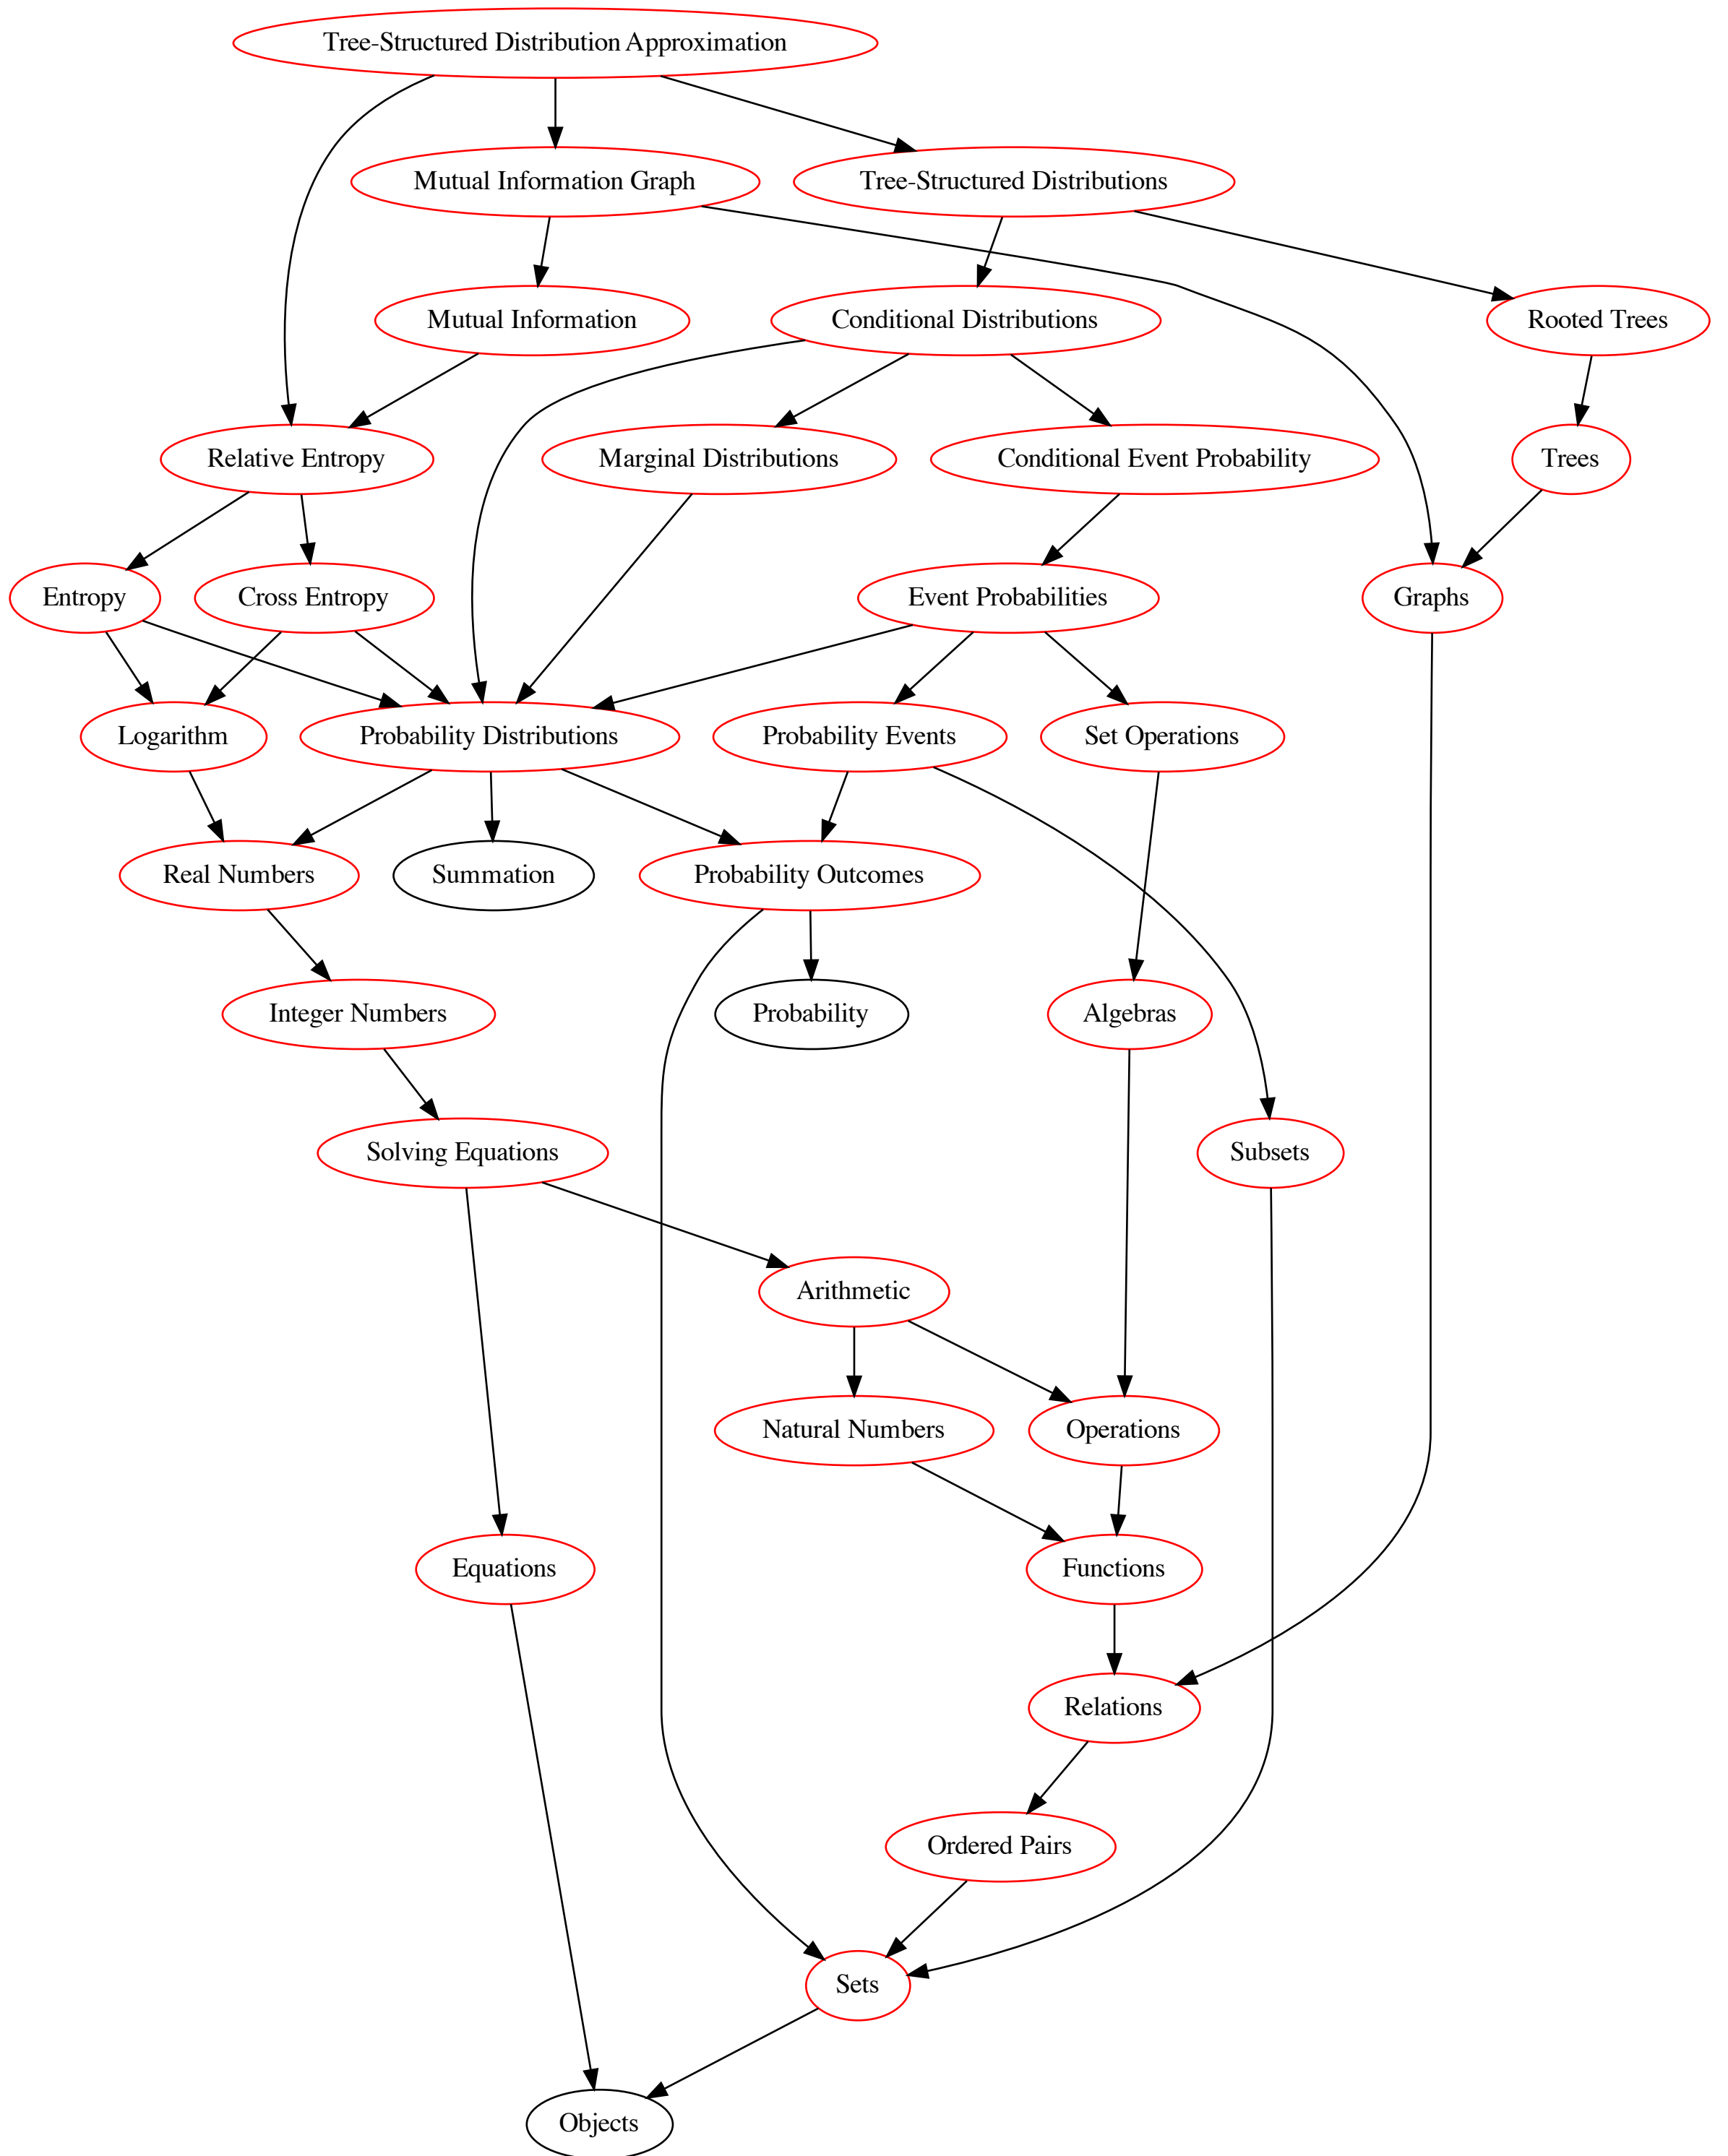 Tree-Structured Distribution Approximation
Mutual Information Graph
Tree-Structured Distributions
Mutual Information
Conditional Distributions
Rooted Trees
Relative Entropy
Marginal Distributions
Conditional Event Probability
Trees
Entropy
Cross Entropy
Event Probabilities
Graphs
Logarithm
Probability Distributions
Probability Events
Set Operations
Real Numbers
Summation
Probability Outcomes
Integer Numbers
Probability
Algebras
Solving Equations
Subsets
Arithmetic
Natural Numbers
Operations
Equations
Functions
Relations
Ordered Pairs
Sets
Objects